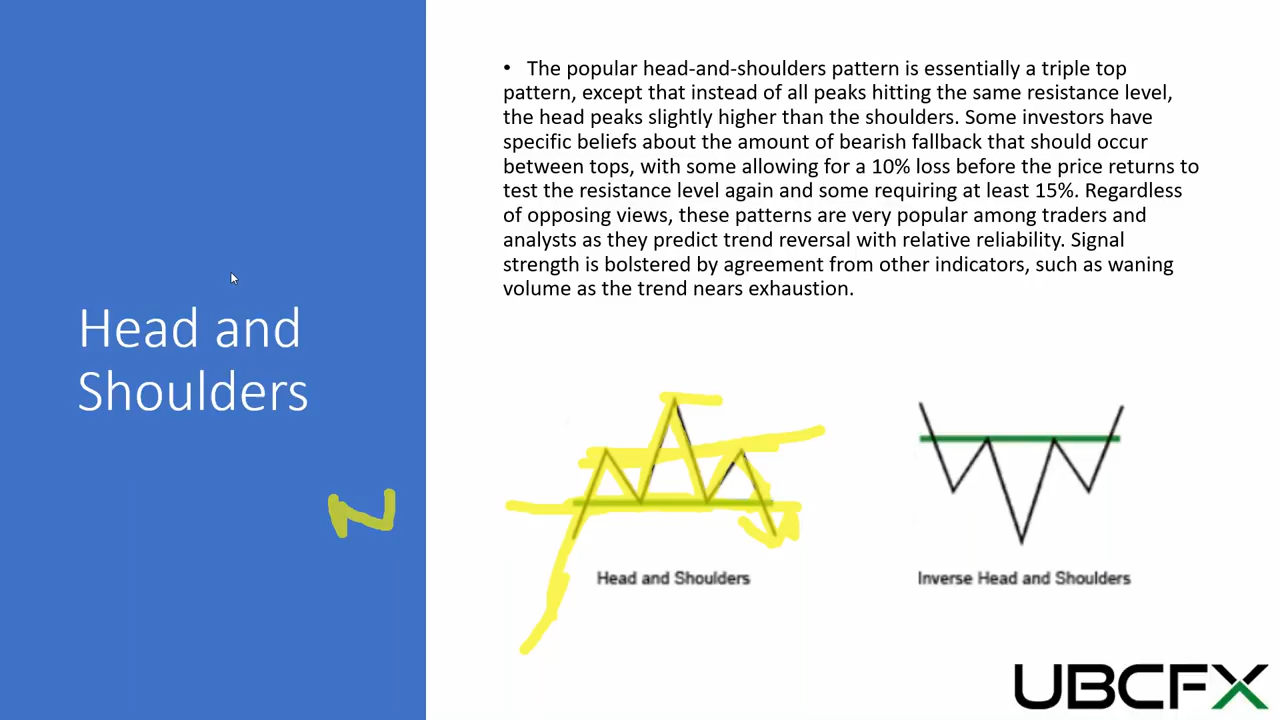 Head and
Shoulders
• The popular head-and-shoulders pattern is essentially a triple top
pattern, except that instead of all peaks hitting the same resistance level,
the head peaks slightly higher than the shoulders. Some investors have
specific beliefs about the amount of bearish fallback that should occur
between tops, with some allowing for a 10% loss before the price returns to
test the resistance level again and some requiring at least 15%. Regardless
of opposing views, these patterns are very popular among traders and
analysts as they predict trend reversal with relative reliability. Signal
strength is bolstered by agreement from other indicators, such as waning
volume as the trend nears exhaustion.
Head and Shoulders
Inverse Head and Shoulders
UBCFX